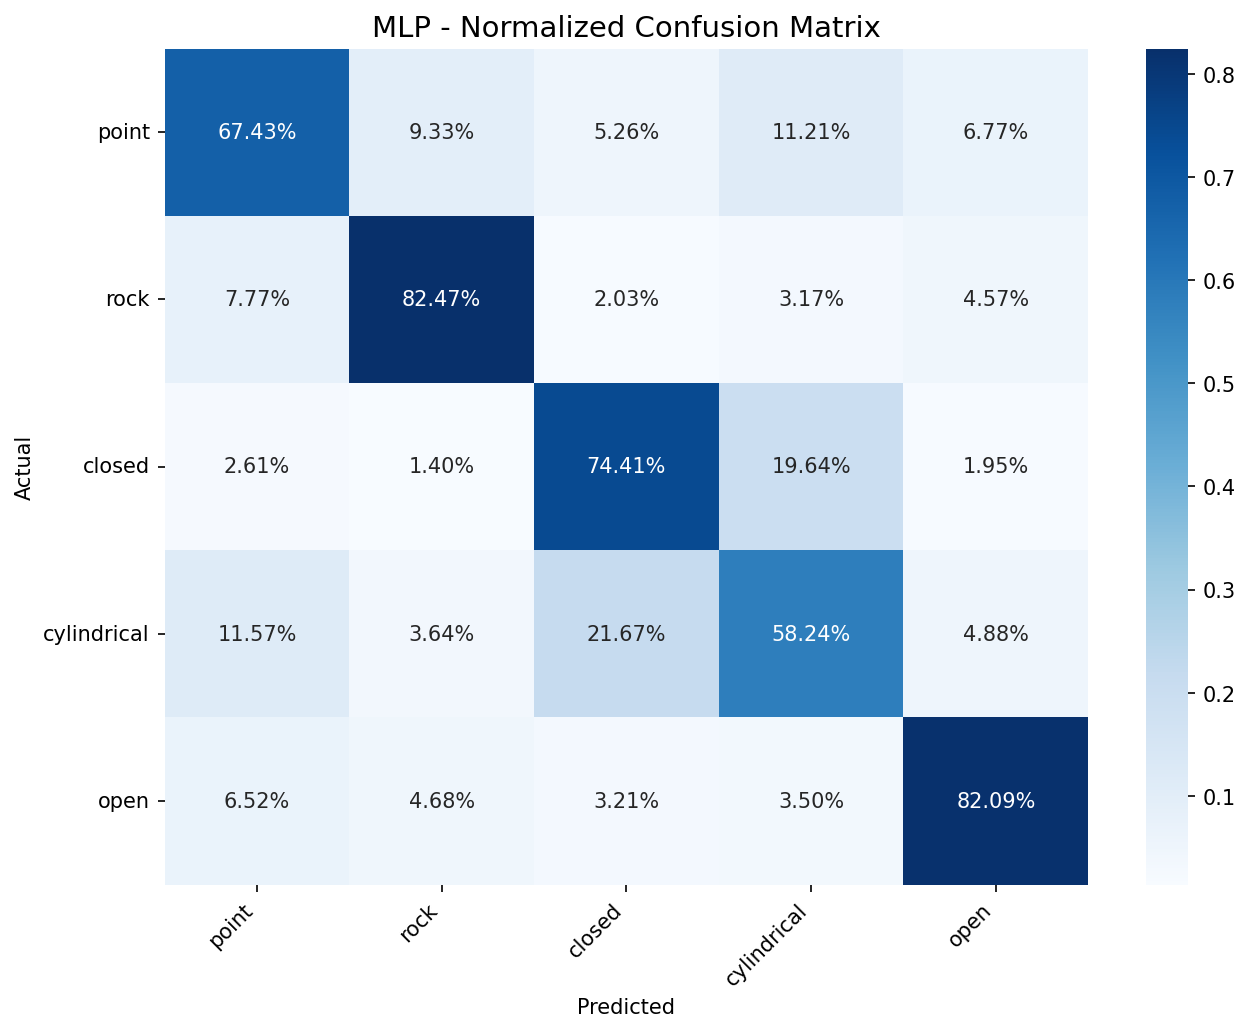 MLP - Normalized Confusion Matrix
point 67.43% 9.33% 5.26% 11.21% 6.77%
rock 7.77% 82.47% 2.03% 3.17% 4.57%
closed 2.61% 1.40% 74.41% 19.64% 1.95%
cylindrical 11.57% 3.64% 21.67% 58.24% 4.88%
open 6.52% 4.68% 3.21% 3.50% 82.09%
Actual
point rock closed cylindrical open
Predicted
0.8
0.7
0.6
0.5
0.4
0.3
0.2
0.1